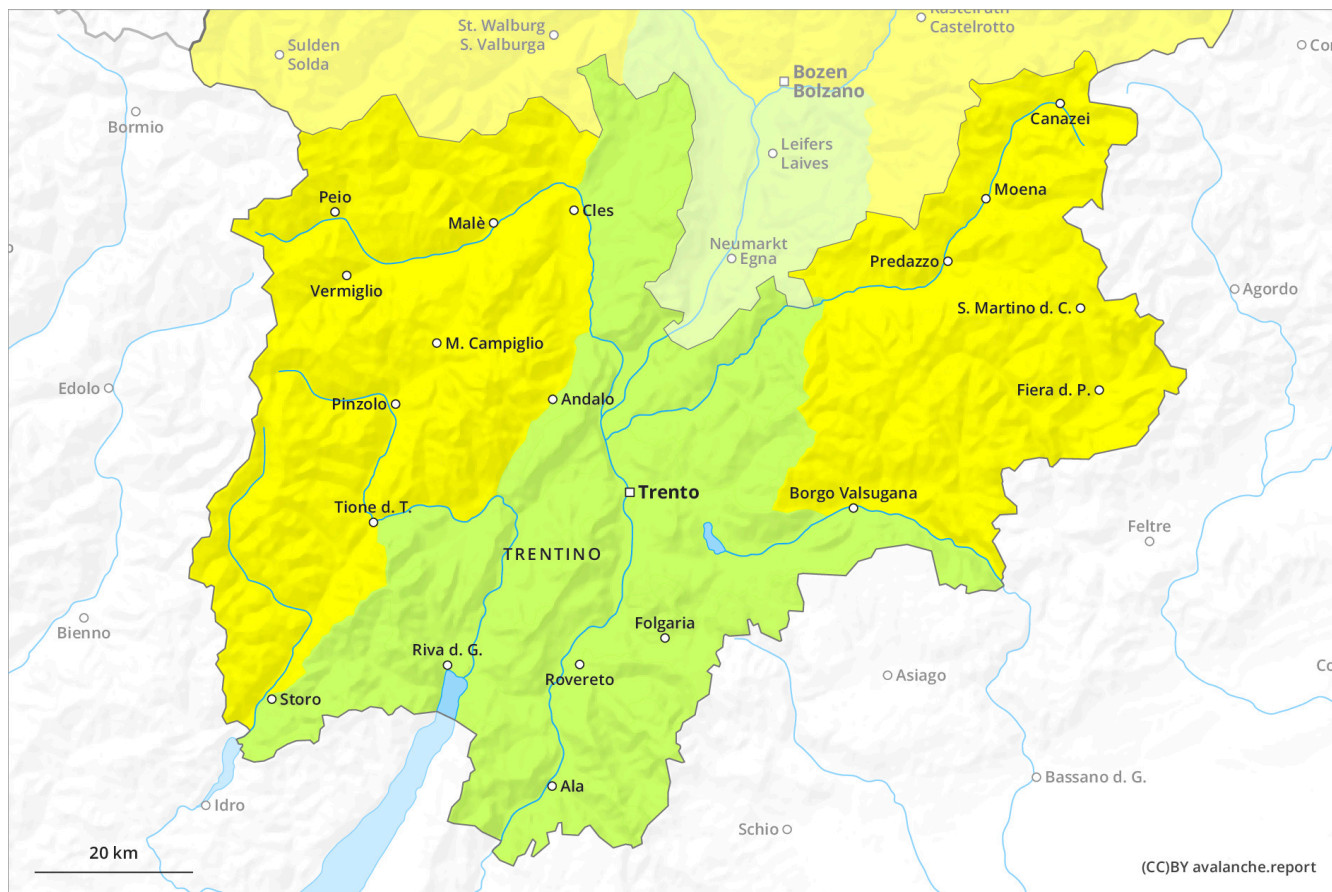 Kastelruth
Castelrotto
St. Walburg
S. Valburga
Sulden
Solda
Bozen
Bolzano
Bormio
Canazei
Leifers
Laives
Peio
Moena
Malè
Cles
Neumarkt
Egna
Predazzo
Vermiglio
Agordo
S. Martino d. C.
M. Campiglio
Edolo
Pinzolo
Andalo
Fiera d. P.
Trento
Borgo Valsugana
Tione d. T.
Feltre
TRENTINO
Bienno
Folgaria
Riva d. G.
Rovereto
Asiago
Storo
Bassano d. G.
Ala
Idro
Schio
20 km
(CC)BY avalanche.report